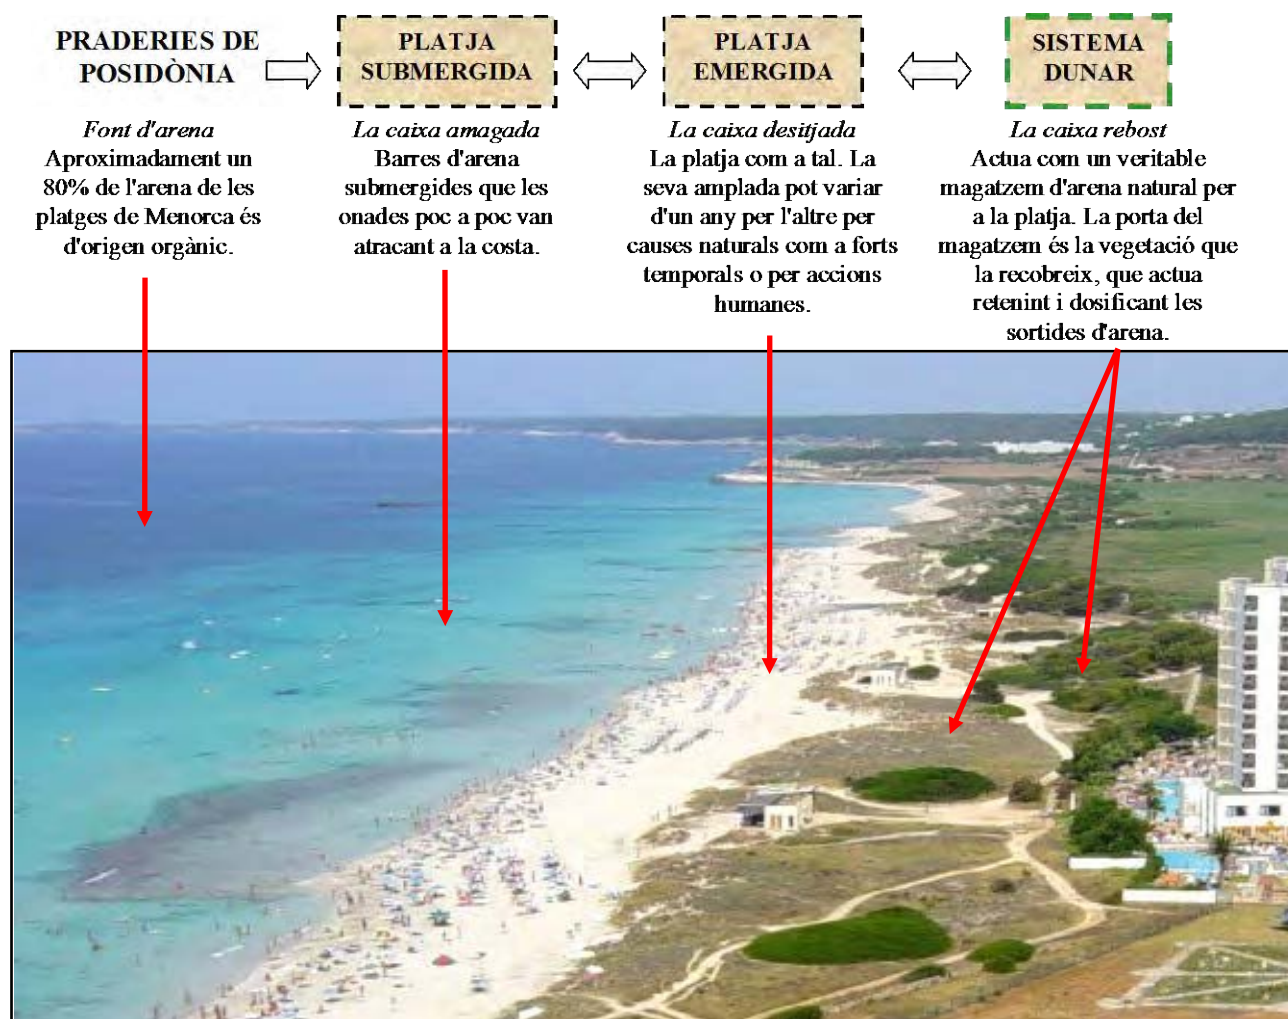 PRADERIES DE
POSIDÒNIA
Font d'arena
Aproximadament un
80% de l'arena de les
platges de Menorca és
d'origen orgànic.
PLATJA
SUBMERGIDA
La caixa amagada
Barres d'arena
submergides que les
onades poc a poc van
atracant a la costa.
PLATJA
EMERGIDA
La caixa desitjada
La platja com a tal. La
seva amplada pot variar
d'un any per l'altre per
causes naturals com a forts
temporals o per accions
humanes.
SISTEMA
DUNAR
La caixa rebost
Actua com un veritable
magatzem d'arena natural per
a la platja. La porta del
magatzem és la vegetació que
la recobreix, que actua
retenint i dosificant les
sortides d'arena.